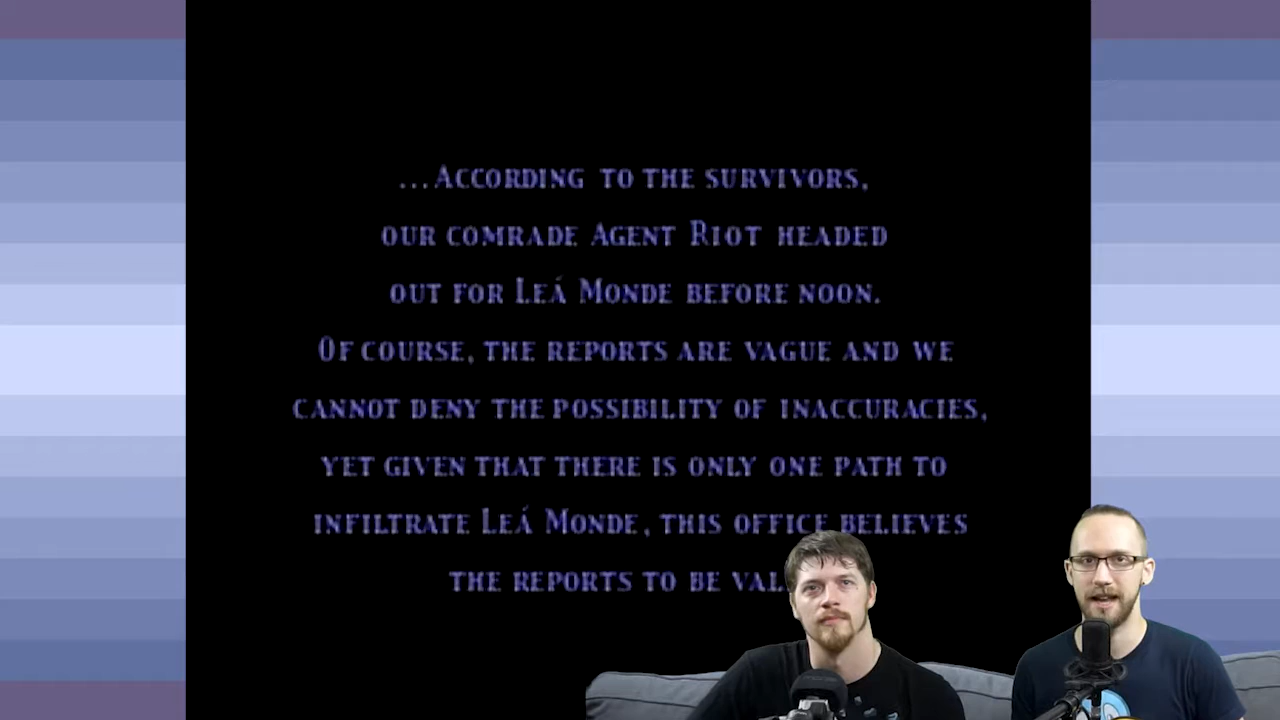 ...According to the survivors,
our comrade Agent Riot headed
out for Leá Monde before noon.
Of course, the reports are vague and we
cannot deny the possibility of inaccuracies,
yet given that there is only one path to
infiltrate Leá Monde, this office believes
the reports to be